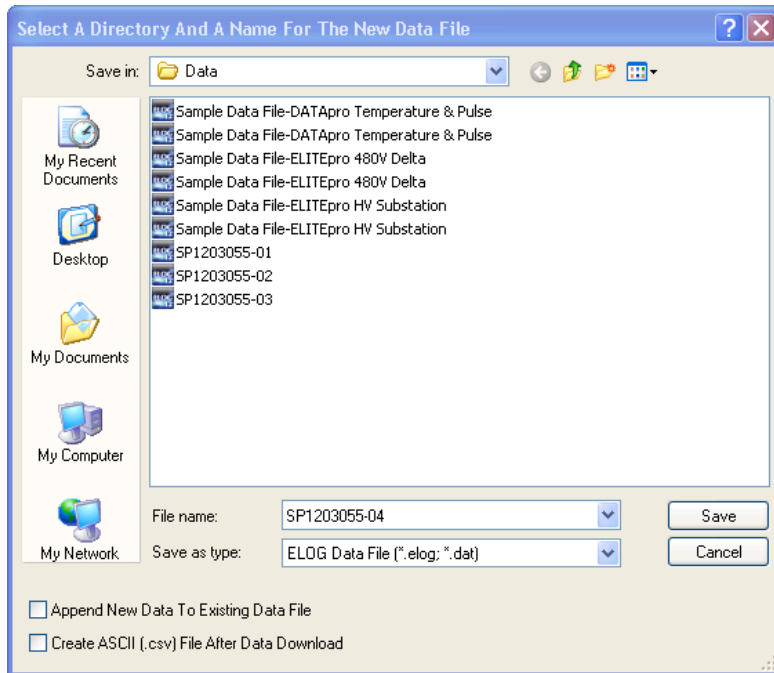 Select A Directory And A Name For The New Data File
Save in:
Data
My Recent
Documents
Desktop
My Documents
My Computer
My Network
Sample Data File-DATApro Temperature & Pulse
Sample Data File-DATApro Temperature & Pulse
Sample Data File-ELITEpro 480V Delta
Sample Data File-ELITEpro 480V Delta
Sample Data File-ELITEpro HV Substation
Sample Data File-ELITEpro HV Substation
SP1203055-01
SP1203055-02
SP1203055-03
File name:
SP1203055-04
Save
Save as type:
ELOG Data File (*.elog; *.dat)
Cancel
Append New Data To Existing Data File
Create ASCII (.csv) File After Data Download